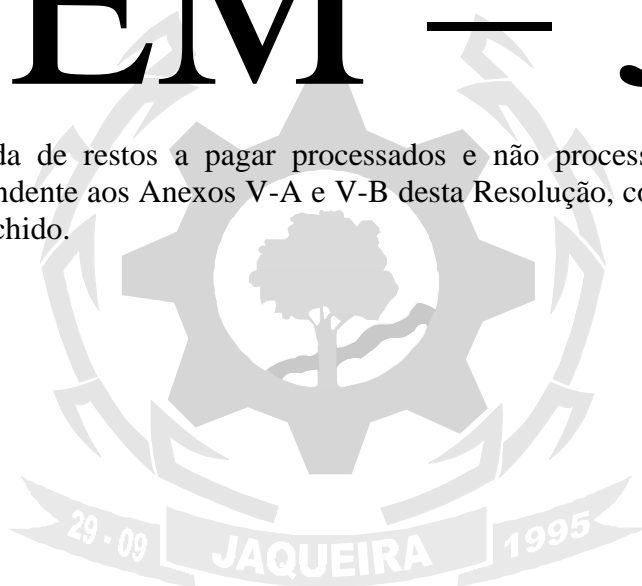 EM –
da de restos a pagar processados e não process
ndente aos Anexos V-A e V-B desta Resolução, co
chido.
29 - 09 JAQUEIRA 1995